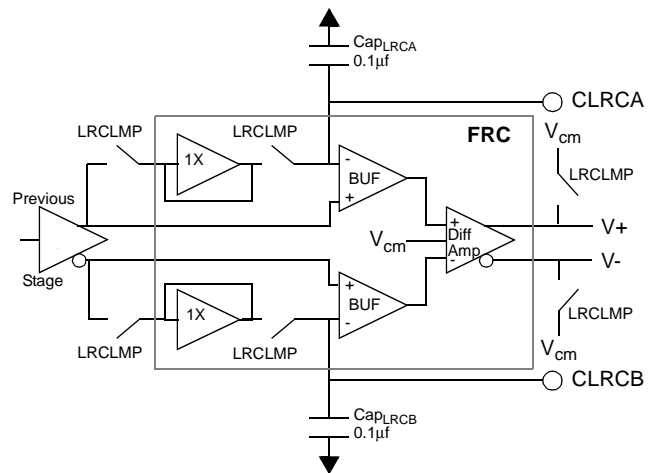 Cap_LRCA
0.1µf
CLRCA
LRCLMP
LRCLMP
FRC
V_cm
1X
-
BUF
+
LRCLMP
Previous
Stage
V_cm
+
Diff
Amp
-
V+
V-
+
BUF
-
1X
LRCLMP
LRCLMP
LRCLMP
V_cm
CLRCB
Cap_LRCB
0.1µf